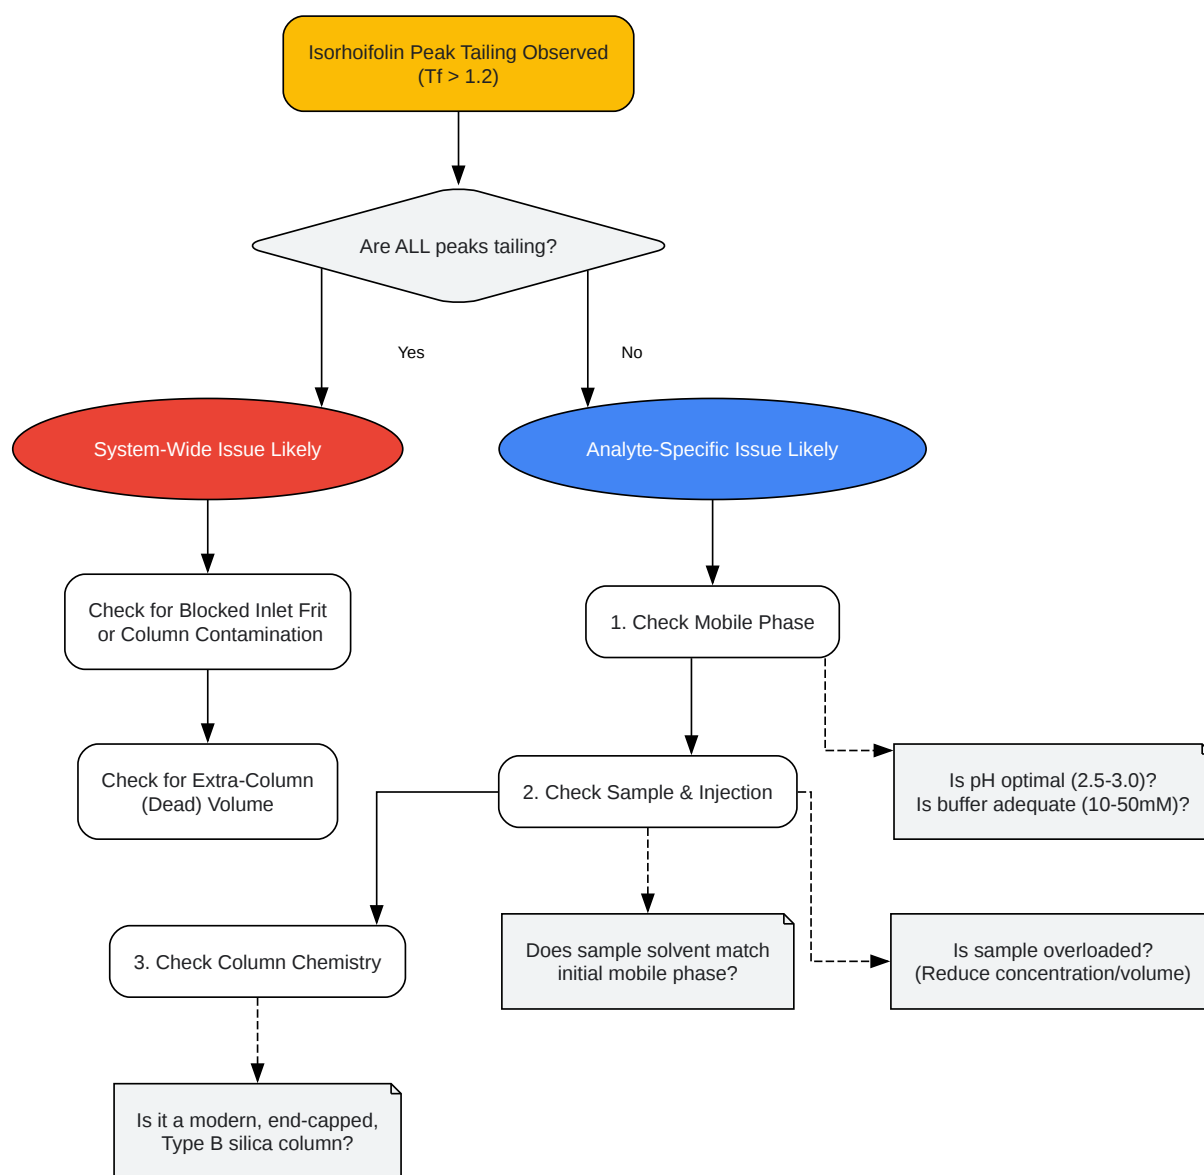 Isorhoifolin Peak Tailing Observed
(Tf > 1.2)
Are ALL peaks tailing?
Yes
No
System-Wide Issue Likely
Analyte-Specific Issue Likely
Check for Blocked Inlet Frit
or Column Contamination
1. Check Mobile Phase
Check for Extra-Column
(Dead) Volume
2. Check Sample & Injection
Is pH optimal (2.5-3.0)?
Is buffer adequate (10-50mM)?
3. Check Column Chemistry
Does sample solvent match
initial mobile phase?
Is sample overloaded?
(Reduce concentration/volume)
Is it a modern, end-capped,
Type B silica column?